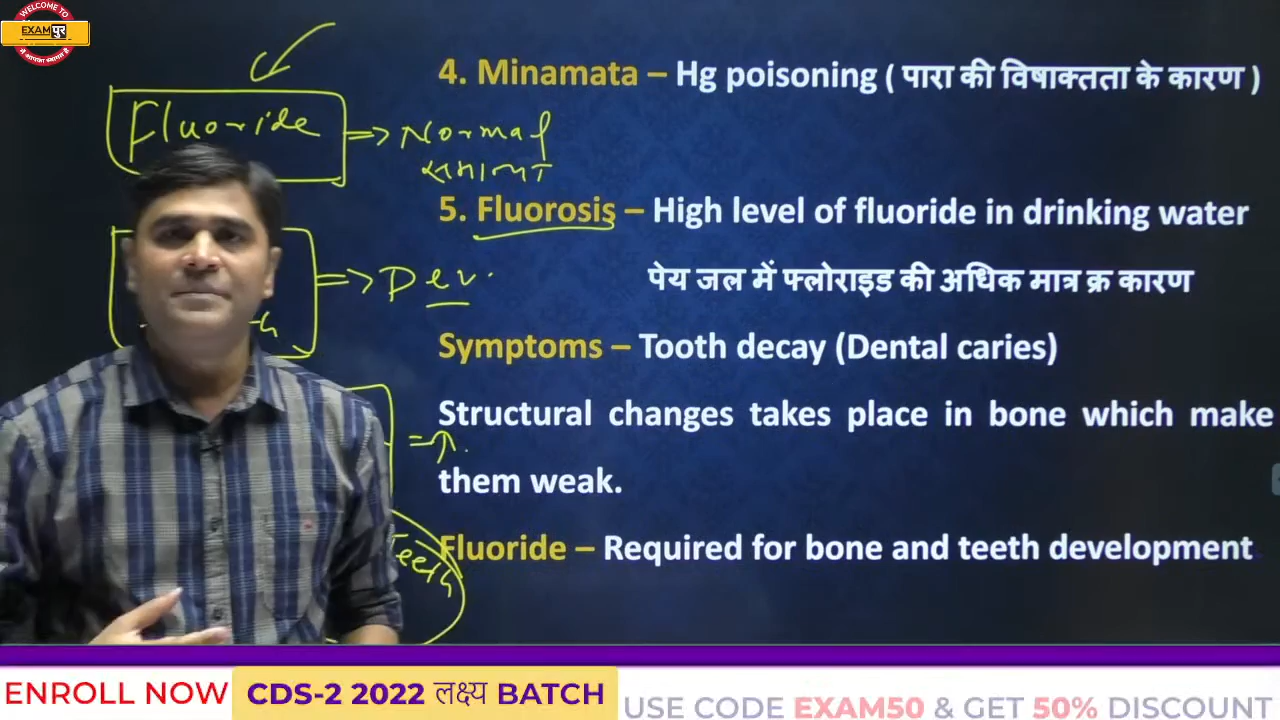 WELCOME TO
EXAMपुर
में आपका स्वागत है
Fluoride => Normal
4. Minamata – Hg poisoning ( पारा की विषाक्तता के कारण )
5. Fluorosis – High level of fluoride in drinking water
पेय जल में फ्लोराइड की अधिक मात्र क्र कारण
=> Dev.
Symptoms – Tooth decay (Dental caries)
Structural changes takes place in bone which make
them weak.
Fluoride – Required for bone and teeth development
Teeth
ENROLL NOW CDS-2 2022 लक्ष्य BATCH USE CODE EXAM50 & GET 50% DISCOUNT